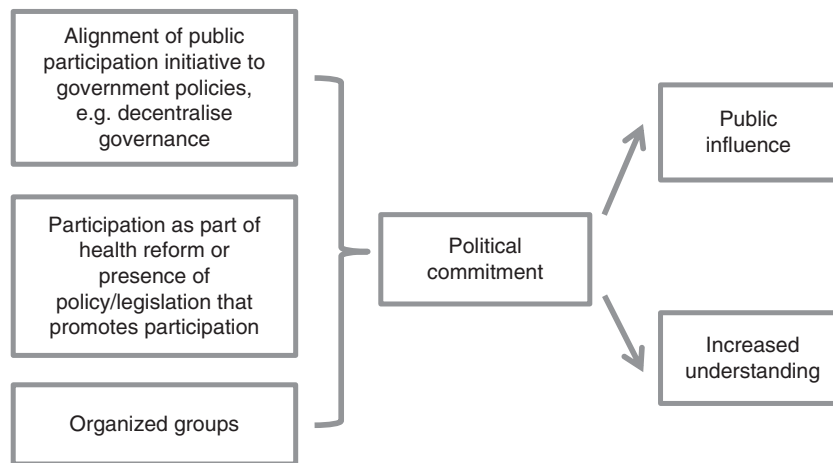 Alignment of public
participation initiative to
government policies,
e.g. decentralise
governance
Participation as part of
health reform or
presence of
policy/legislation that
promotes participation
Organized groups
Political
commitment
Public
influence
Increased
understanding